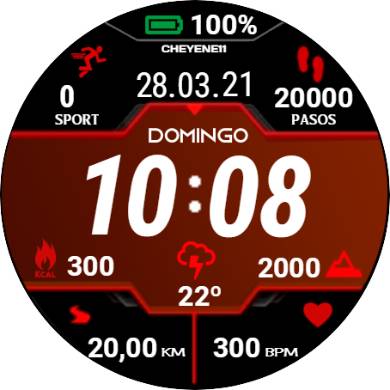 100%
CHEYENE11
28.03.21
0
SPORT
20000
PASOS
DOMINGO
10:08
KCAL
300
2000
22º
20,00 KM
300 BPM